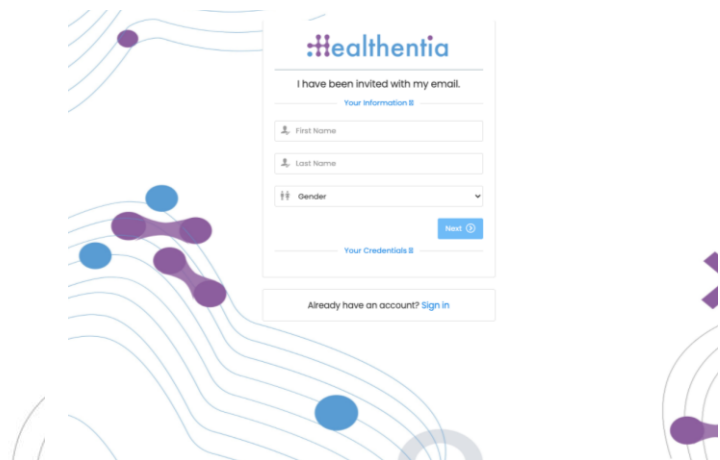 Healthentia
I have been invited with my email.
Your Information
First Name
Last Name
Gender
Next
Your Credentials
Already have an account? Sign in